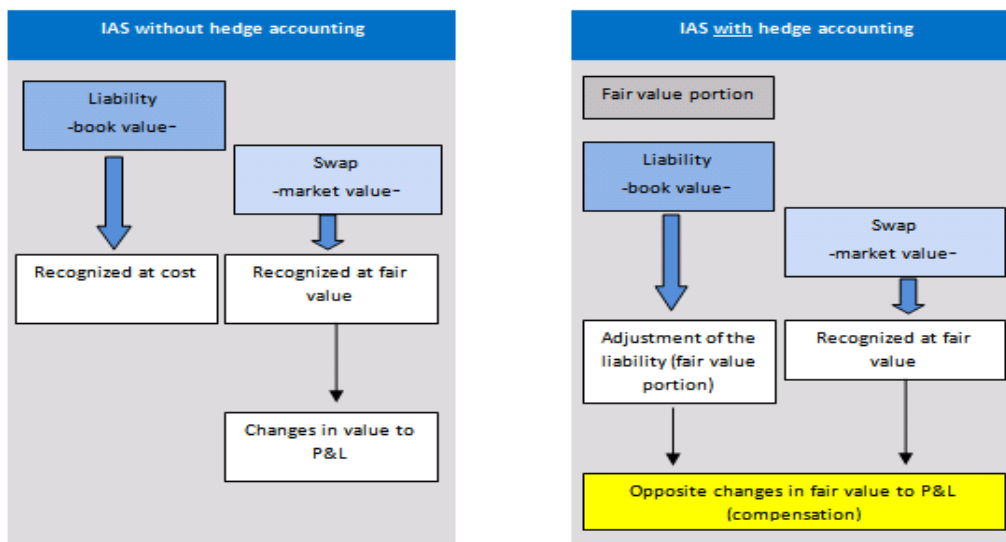 IAS without hedge accounting
Liability
-book value-
Swap
-market value-
Recognized at cost
Recognized at fair
value
Changes in value to
P&L
IAS with hedge accounting
Fair value portion
Liability
-book value-
Swap
-market value-
Adjustment of the
liability (fair value
portion)
Recognized at fair
value
Opposite changes in fair value to P&L
(compensation)